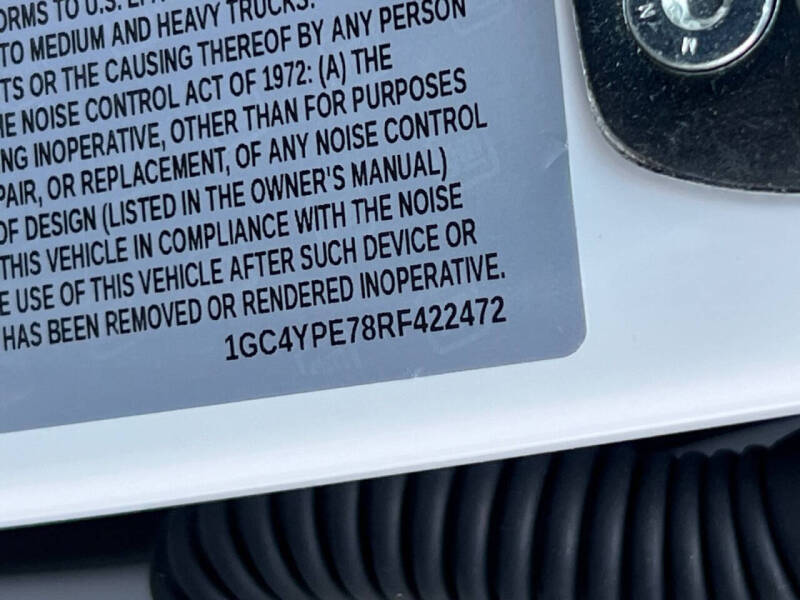 TO U.S.
TO MEDIUM AND HEAVY TRUCKS.
OR THE CAUSING THEREOF BY ANY PERSON
NOISE CONTROL ACT OF 1972: (A) THE
INOPERATIVE, OTHER THAN FOR PURPOSES
OR REPLACEMENT, OF ANY NOISE CONTROL
OF DESIGN (LISTED IN THE OWNER'S MANUAL)
THIS VEHICLE IN COMPLIANCE WITH THE NOISE
USE OF THIS VEHICLE AFTER SUCH DEVICE OR
HAS BEEN REMOVED OR RENDERED INOPERATIVE.
1GC4YPE78RF422472